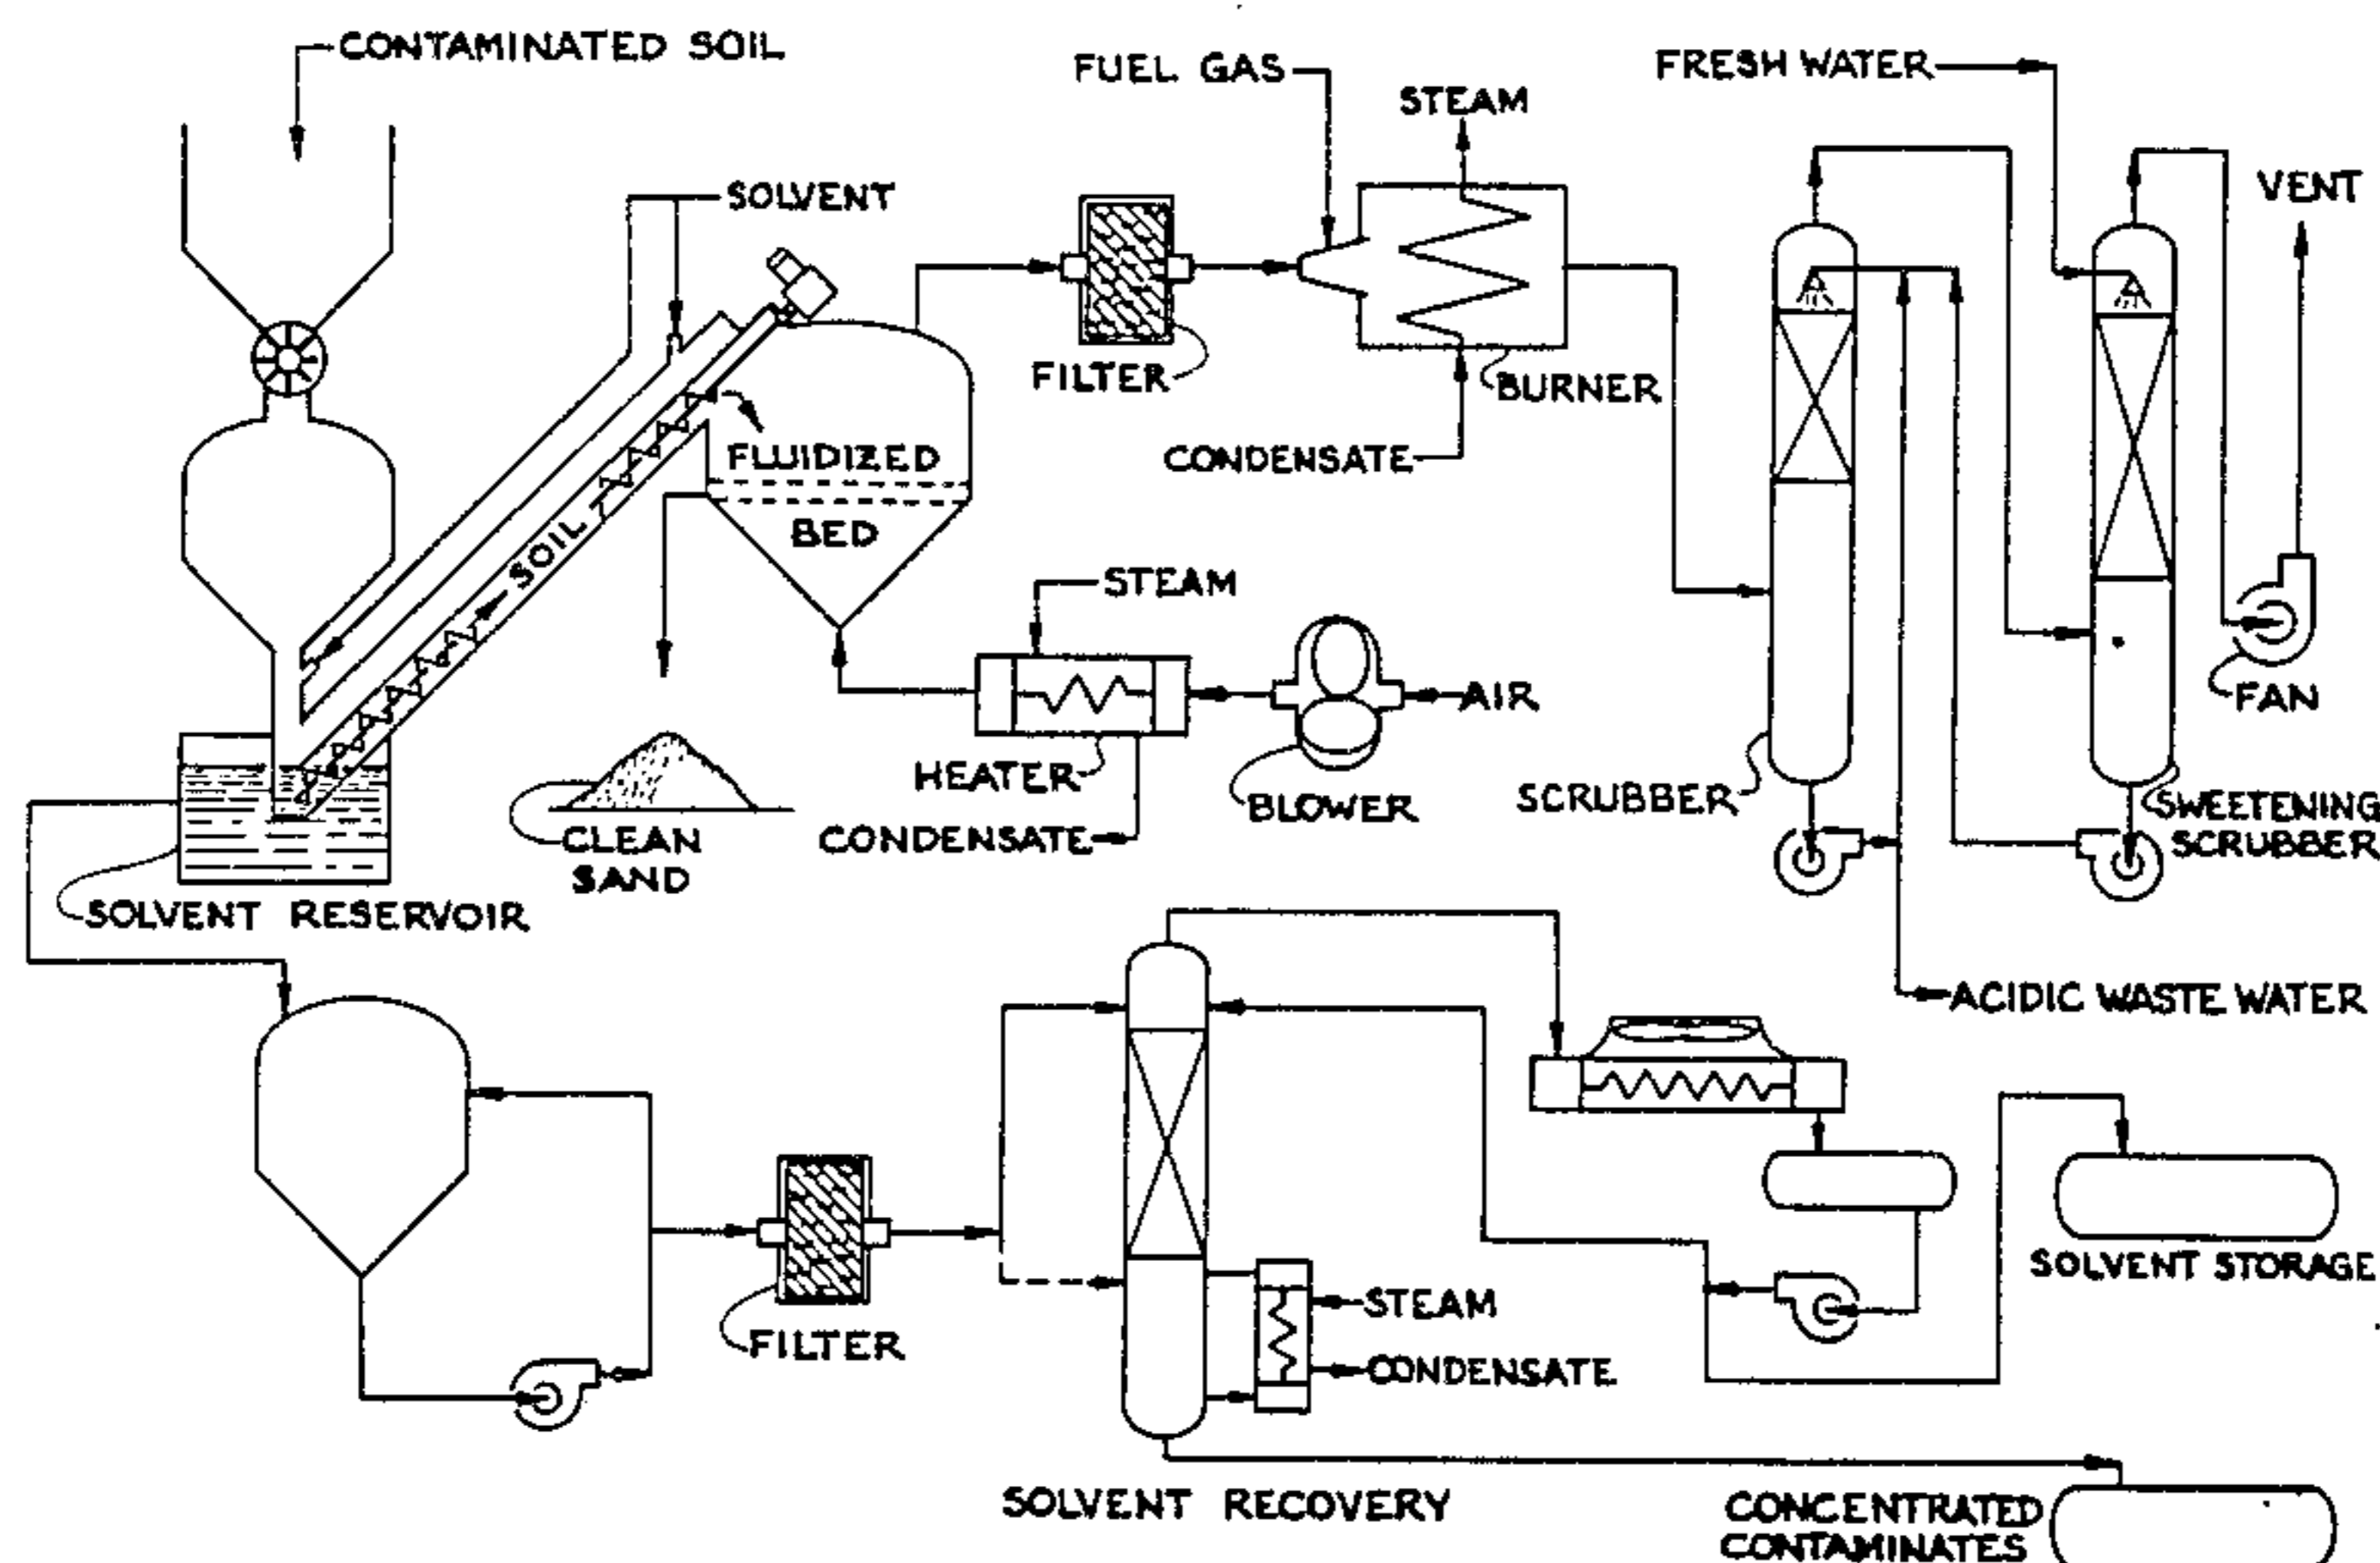 CONTAMINATED SOIL
FUEL GAS
STEAM
FRESH WATER
VENT
SOLVENT
FILTER
BURNER
CONDENSATE
FLUIDIZED
BED
SOIL
STEAM
AIR
HEATER
BLOWER
CONDENSATE
CLEAN
SAND
SCRUBBER
FAN
SWEETENING
SCRUBBER
SOLVENT RESERVOIR
ACIDIC WASTE WATER
SOLVENT STORAGE
STEAM
CONDENSATE
FILTER
SOLVENT RECOVERY
CONCENTRATED
CONTAMINATES